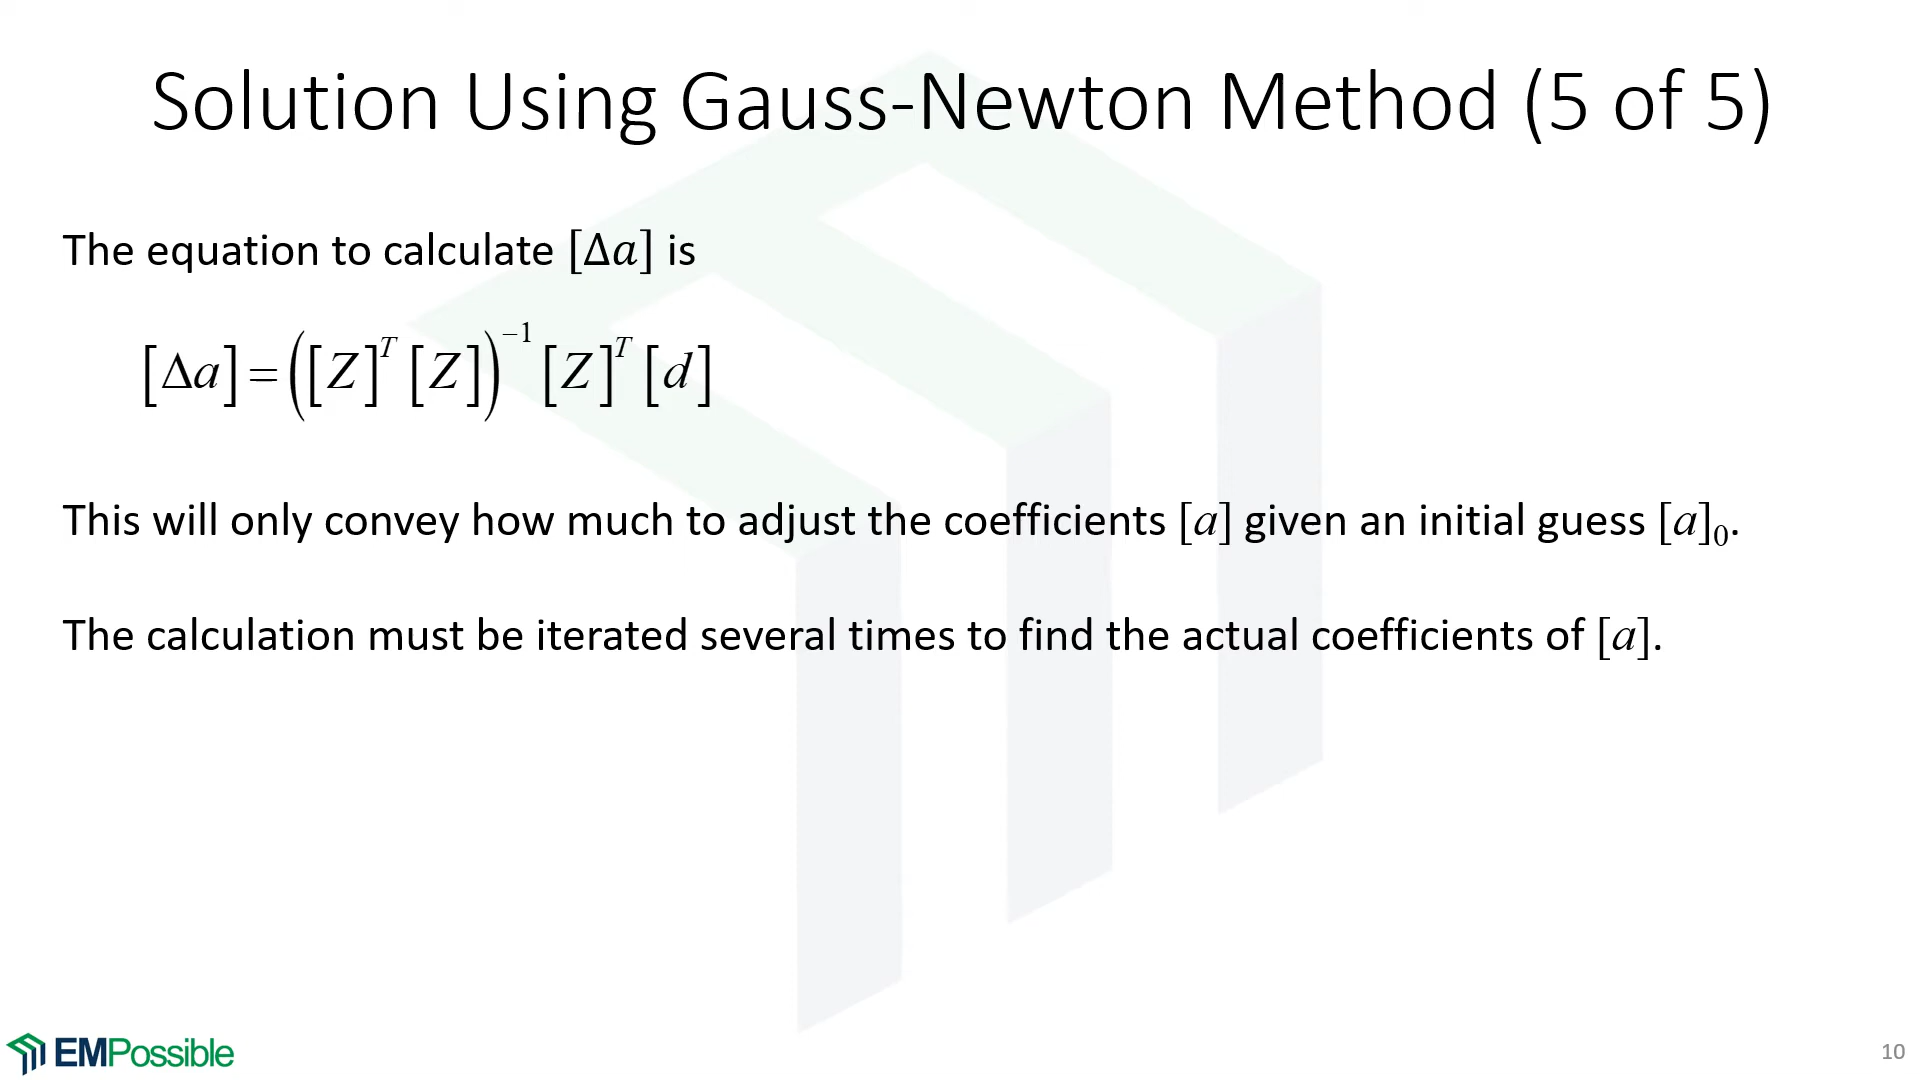 Solution Using Gauss-Newton Method (5 of 5)
The equation to calculate [Δa] is
[Δa] = ([Z]ᵀ [Z])⁻¹ [Z]ᵀ [d]
This will only convey how much to adjust the coefficients [a] given an initial guess [a]₀.
The calculation must be iterated several times to find the actual coefficients of [a].
EMPossible
10